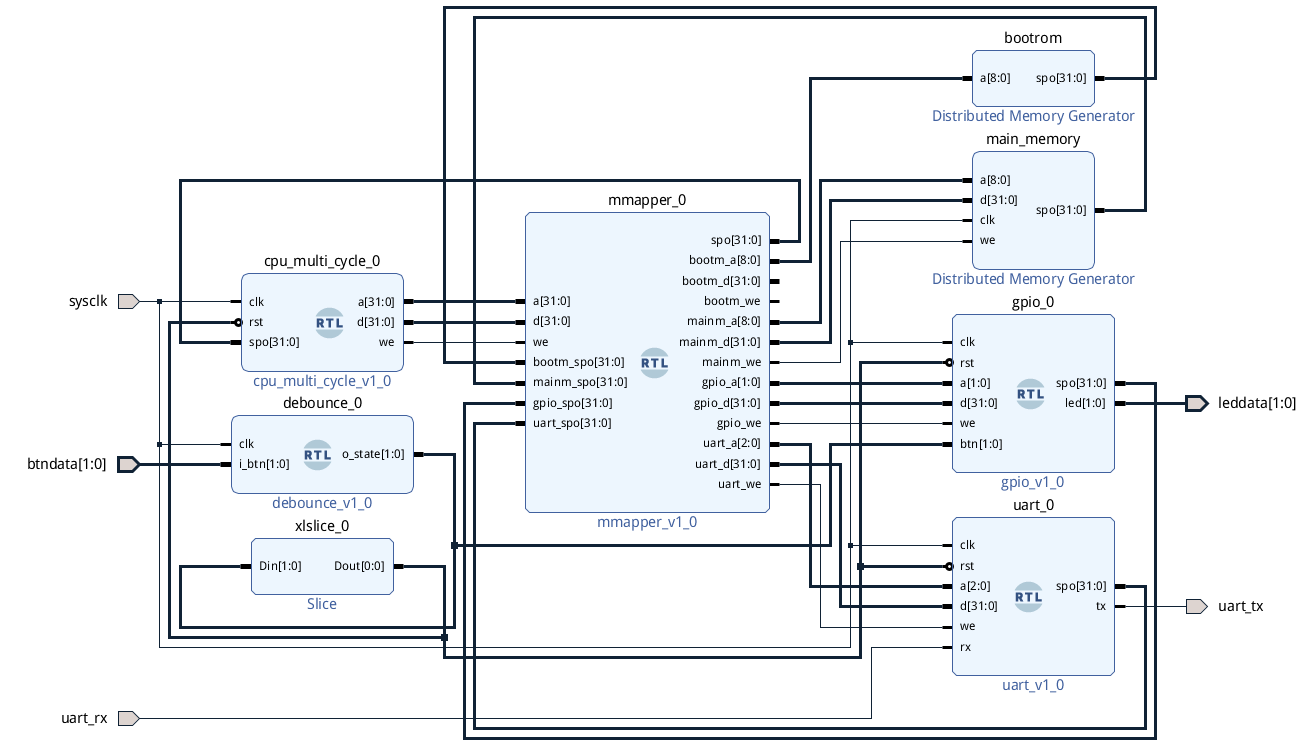 bootrom
a[8:0]
spo[31:0]
Distributed Memory Generator
main_memory
a[8:0]
d[31:0]
clk
we
spo[31:0]
Distributed Memory Generator
mmapper_0
a[31:0]
d[31:0]
we
bootm_spo[31:0]
mainm_spo[31:0]
gpio_spo[31:0]
uart_spo[31:0]
RTL
spo[31:0]
bootm_a[8:0]
bootm_d[31:0]
bootm_we
mainm_a[8:0]
mainm_d[31:0]
mainm_we
gpio_a[1:0]
gpio_d[31:0]
gpio_we
uart_a[2:0]
uart_d[31:0]
uart_we
mmapper_v1_0
sysclk
cpu_multi_cycle_0
clk
rst
spo[31:0]
RTL
a[31:0]
d[31:0]
we
cpu_multi_cycle_v1_0
btndata[1:0]
debounce_0
clk
i_btn[1:0]
RTL
o_state[1:0]
debounce_v1_0
xlslice_0
Din[1:0]
Dout[0:0]
Slice
gpio_0
clk
rst
a[1:0]
d[31:0]
we
btn[1:0]
RTL
spo[31:0]
led[1:0]
gpio_v1_0
leddata[1:0]
uart_0
clk
rst
a[2:0]
d[31:0]
we
rx
RTL
spo[31:0]
tx
uart_v1_0
uart_tx
uart_rx